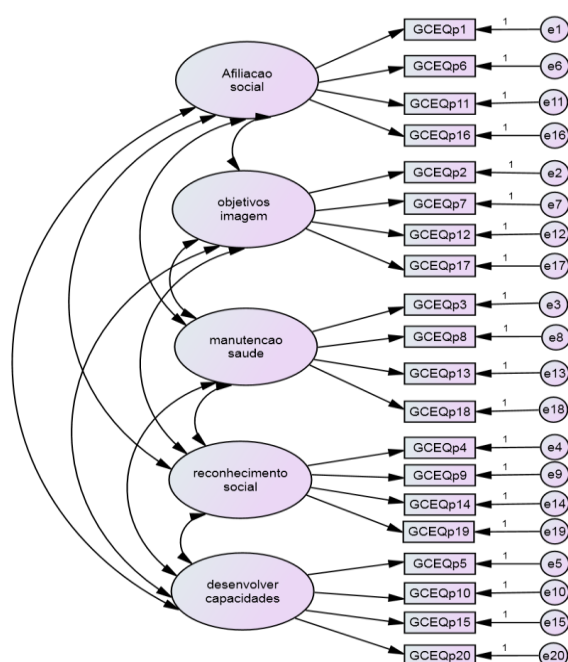 GCEQp1
1
e1
Afiliacao
social
GCEQp6
1
e6
GCEQp11
1
e11
GCEQp16
1
e16
objetivos
imagem
GCEQp2
1
e2
GCEQp7
1
e7
GCEQp12
1
e12
GCEQp17
1
e17
manutencao
saude
GCEQp3
1
e3
GCEQp8
1
e8
GCEQp13
1
e13
GCEQp18
1
e18
reconhecimento
social
GCEQp4
1
e4
GCEQp9
1
e9
GCEQp14
1
e14
GCEQp19
1
e19
desenvolver
capacidades
GCEQp5
1
e5
GCEQp10
1
e10
GCEQp15
1
e15
GCEQp20
1
e20